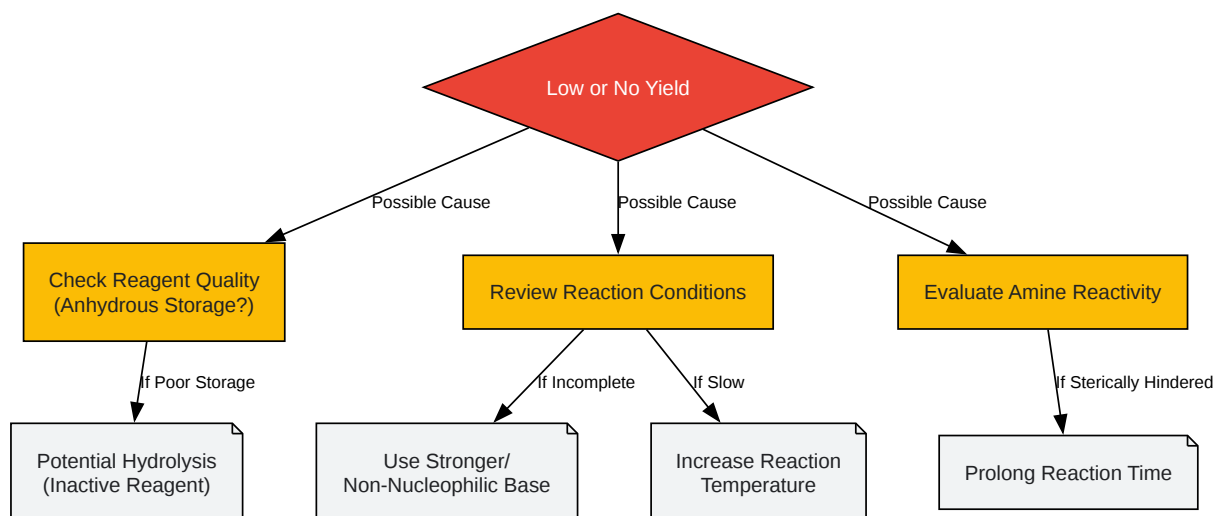 Low or No Yield
Possible Cause
Possible Cause
Possible Cause
Check Reagent Quality
(Anhydrous Storage?)
Review Reaction Conditions
Evaluate Amine Reactivity
If Poor Storage
If Incomplete
If Slow
If Sterically Hindered
Potential Hydrolysis
(Inactive Reagent)
Use Stronger/
Non-Nucleophilic Base
Increase Reaction
Temperature
Prolong Reaction Time